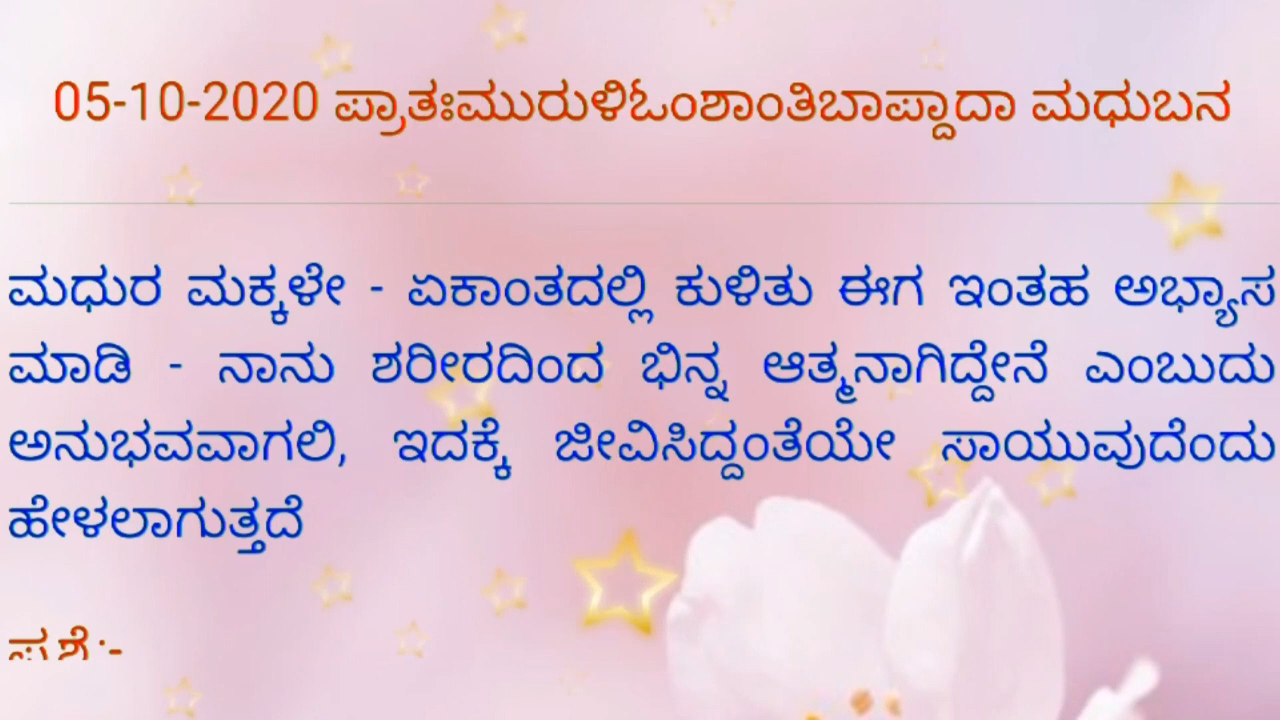 05-10-2020 ಪ್ರಾತಃಮುರುಳಿಓಂಶಾಂತಿಬಾಪ್ದಾದಾ ಮಧುಬನ
ಮಧುರ ಮಕ್ಕಳೇ - ಏಕಾಂತದಲ್ಲಿ ಕುಳಿತು ಈಗ ಇಂತಹ ಅಭ್ಯಾಸ
ಮಾಡಿ - ನಾನು ಶರೀರದಿಂದ ಭಿನ್ನ ಆತ್ಮನಾಗಿದ್ದೇನೆ ಎಂಬುದು
ಅನುಭವವಾಗಲಿ, ಇದಕ್ಕೆ ಜೀವಿಸಿದ್ದಂತೆಯೇ ಸಾಯುವುದೆಂದು
ಹೇಳಲಾಗುತ್ತದೆ